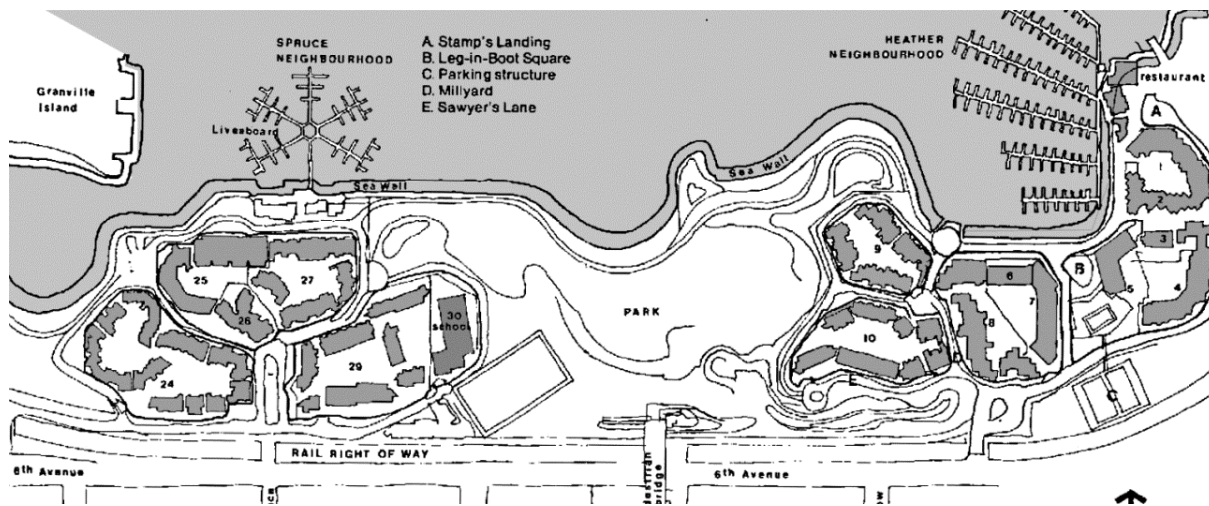 SPRUCE
NEIGHBOURHOOD
A. Stamp's Landing
B. Leg-in-Boot Square
C. Parking structure
D. Millyard
E. Sawyer's Lane
HEATHER
NEIGHBOURHOOD
restaurant
Granville
Island
Liveaboard
A
Sea Wall
Sea Wall
1
2
3
4
5
B
6
7
8
9
10
E
C
PARK
25
27
26
24
29
30
school
RAIL RIGHT OF WAY
6th Avenue
6th Avenue